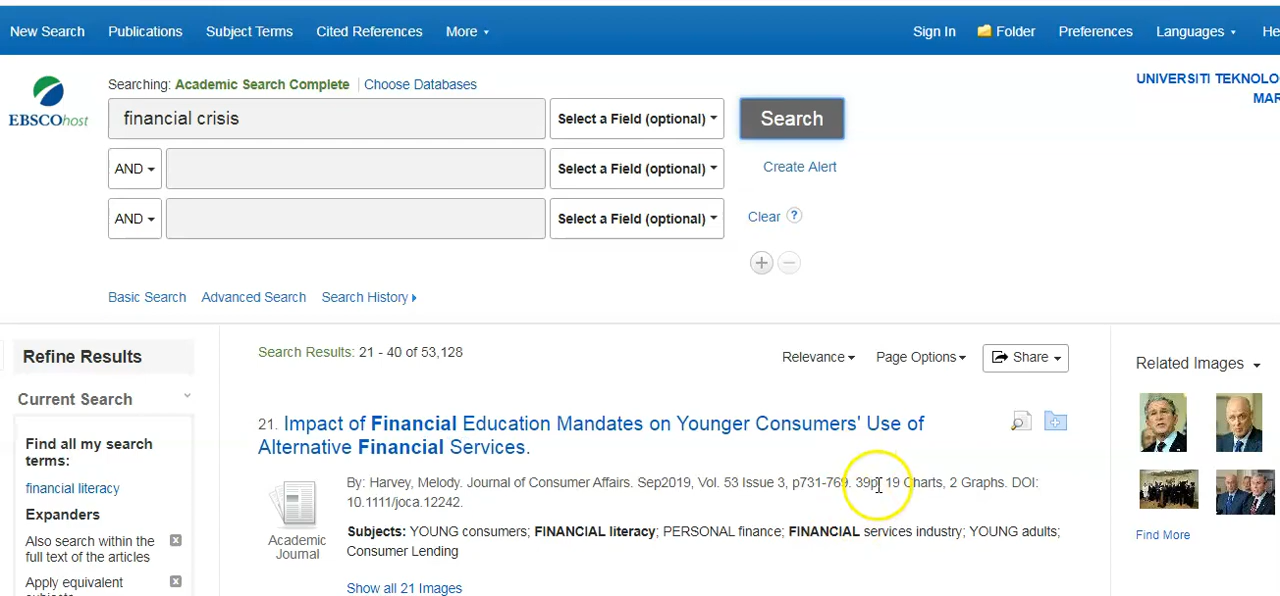 New Search Publications Subject Terms Cited References More Sign In Folder Preferences Languages He
Searching: Academic Search Complete | Choose Databases
UNIVERSITI TEKNOLO
MAR
EBSCOhost
financial crisis Select a Field (optional) Search
AND Select a Field (optional) Create Alert
AND Select a Field (optional) Clear ?
Basic Search Advanced Search Search History
Refine Results
Current Search
Find all my search
terms:
financial literacy
Expanders
Also search within the
full text of the articles
Apply equivalent
Search Results: 21 - 40 of 53,128 Relevance Page Options Share
21. Impact of Financial Education Mandates on Younger Consumers' Use of
Alternative Financial Services.
Academic
Journal
By: Harvey, Melody. Journal of Consumer Affairs. Sep2019, Vol. 53 Issue 3, p731-769. 39p. 19 Charts, 2 Graphs. DOI:
10.1111/joca.12242.
Subjects: YOUNG consumers; FINANCIAL literacy; PERSONAL finance; FINANCIAL services industry; YOUNG adults;
Consumer Lending
Show all 21 Images
Related Images
Find More